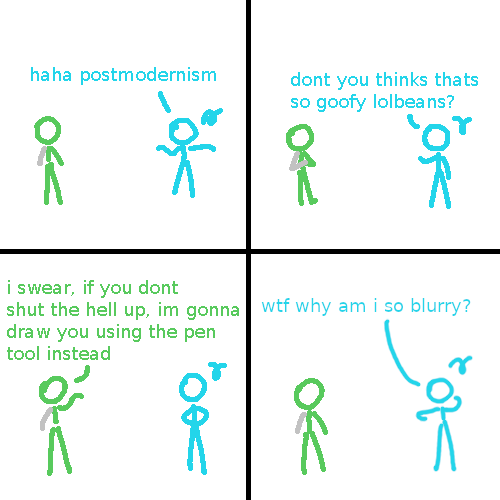 haha postmodernism
dont you thinks thats
so goofy lolbeans?
i swear, if you dont
shut the hell up, im gonna
draw you using the pen
tool instead
wtf why am i so blurry?